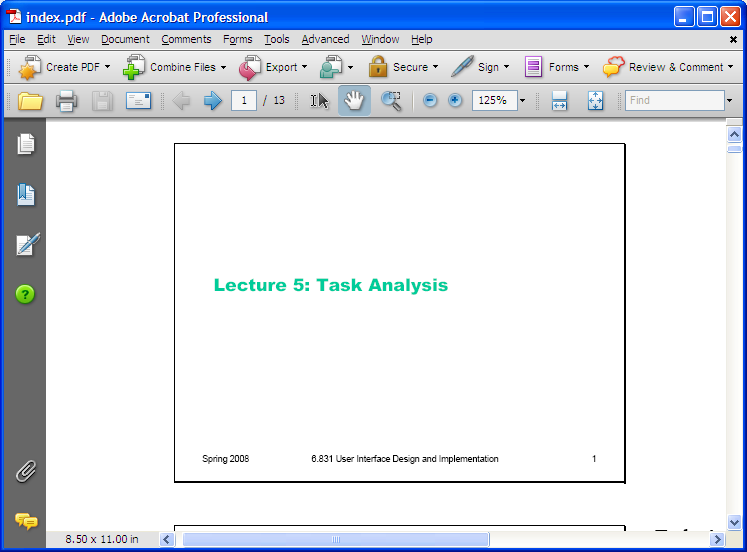 index.pdf - Adobe Acrobat Professional
File Edit View Document Comments Forms Tools Advanced Window Help
Create PDF Combine Files Export Secure Sign Forms Review & Comment
1 / 13 125% Find
Lecture 5: Task Analysis
Spring 2008 6.831 User Interface Design and Implementation 1
8.50 x 11.00 in